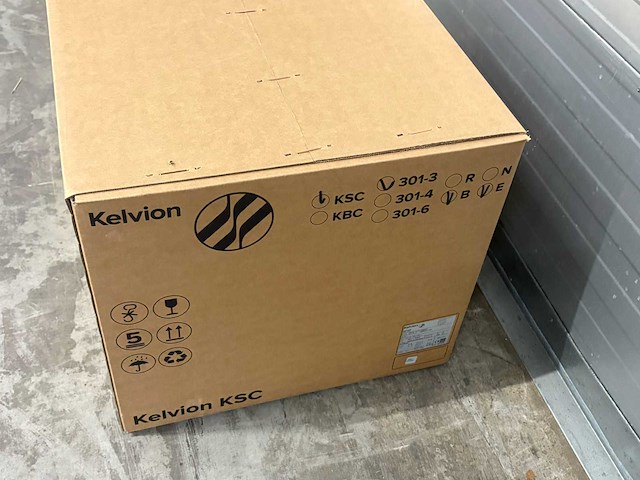 Kelvion
KSC 301-3 R N
KBC 301-4 B E
301-6
5
Kelvion KSC